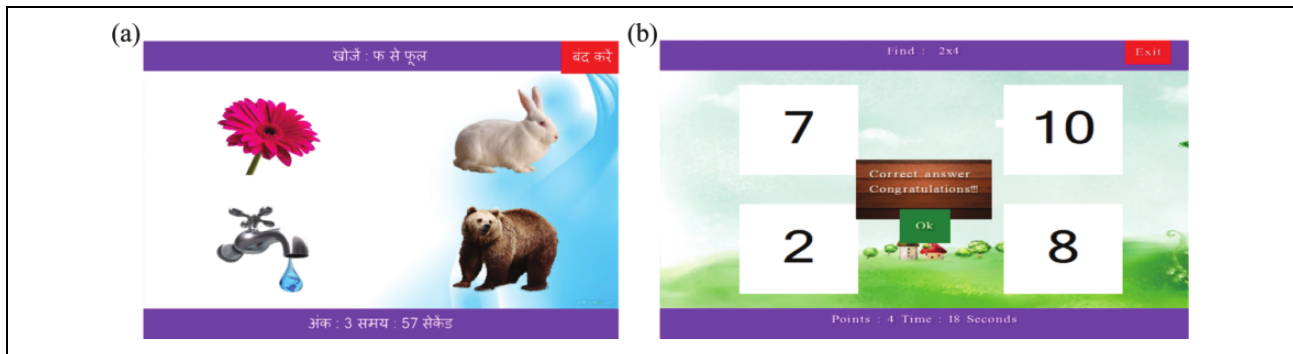 (a)
खोजें : फ से फूल
बंद करें
अंक : 3 समय : 57 सेकेंड
(b)
Find : 2x4
Exit
7
10
Correct answer
Congratulations!!!
Ok
2
8
Points : 4 Time : 18 Seconds